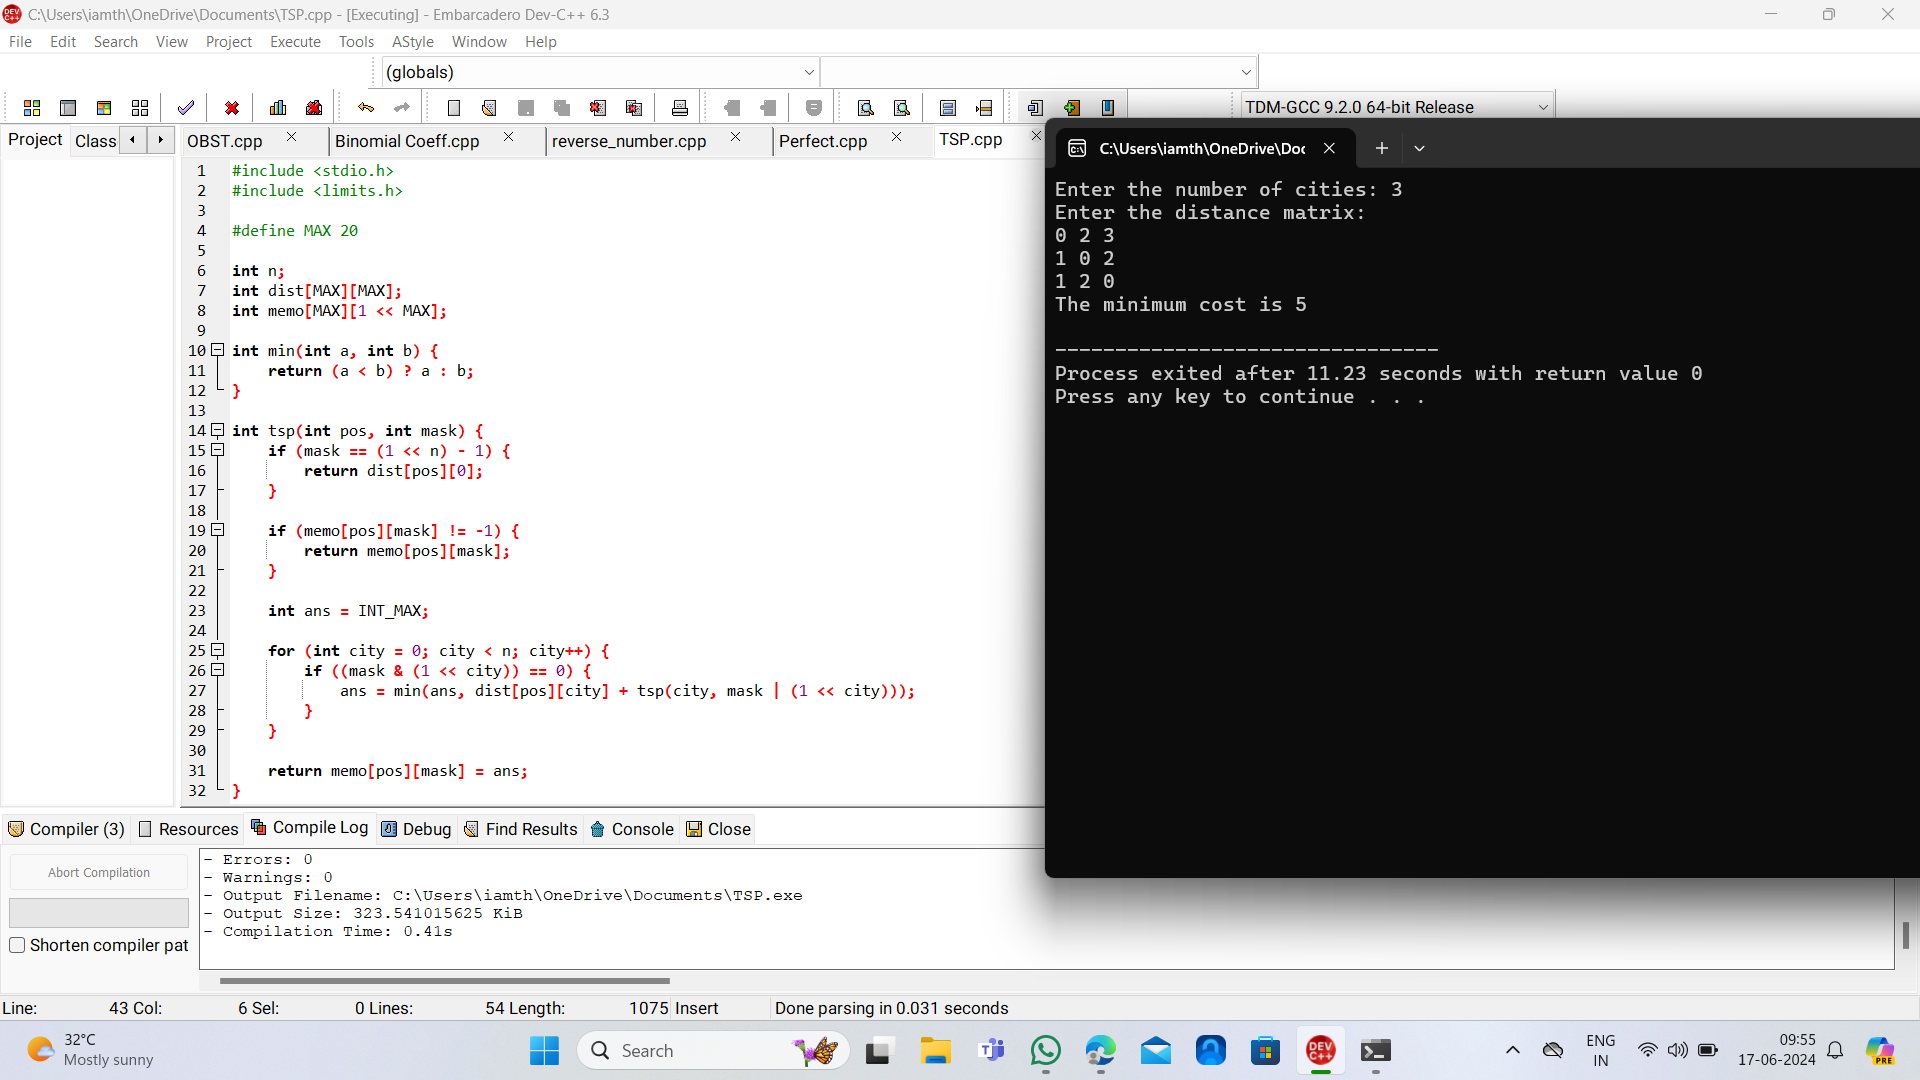 C:\Users\iamth\OneDrive\Documents\TSP.cpp - [Executing] - Embarcadero Dev-C++ 6.3
File Edit Search View Project Execute Tools AStyle Window Help
(globals)
TDM-GCC 9.2.0 64-bit Release
Project Class
OBST.cpp Binomial Coeff.cpp reverse_number.cpp Perfect.cpp TSP.cpp
1 #include <stdio.h>
2 #include <limits.h>
3
4 #define MAX 20
5
6 int n;
7 int dist[MAX][MAX];
8 int memo[MAX][1 << MAX];
9
10 int min(int a, int b) {
11 return (a < b) ? a : b;
12 }
13
14 int tsp(int pos, int mask) {
15 if (mask == (1 << n) - 1) {
16 return dist[pos][0];
17 }
18
19 if (memo[pos][mask] != -1) {
20 return memo[pos][mask];
21 }
22
23 int ans = INT_MAX;
24
25 for (int city = 0; city < n; city++) {
26 if ((mask & (1 << city)) == 0) {
27 ans = min(ans, dist[pos][city] + tsp(city, mask | (1 << city)));
28 }
29 }
30
31 return memo[pos][mask] = ans;
32 }
C:\Users\iamth\OneDrive\Doc
Enter the number of cities: 3
Enter the distance matrix:
0 2 3
1 0 2
1 2 0
The minimum cost is 5
--------------------------------
Process exited after 11.23 seconds with return value 0
Press any key to continue . . .
Compiler (3) Resources Compile Log Debug Find Results Console Close
Abort Compilation
Shorten compiler pat
- Errors: 0
- Warnings: 0
- Output Filename: C:\Users\iamth\OneDrive\Documents\TSP.exe
- Output Size: 323.541015625 KiB
- Compilation Time: 0.41s
Line: 43 Col: 6 Sel: 0 Lines: 54 Length: 1075 Insert Done parsing in 0.031 seconds
32°C
Mostly sunny
Search
DEV C++
ENG
IN
09:55
17-06-2024
PRE